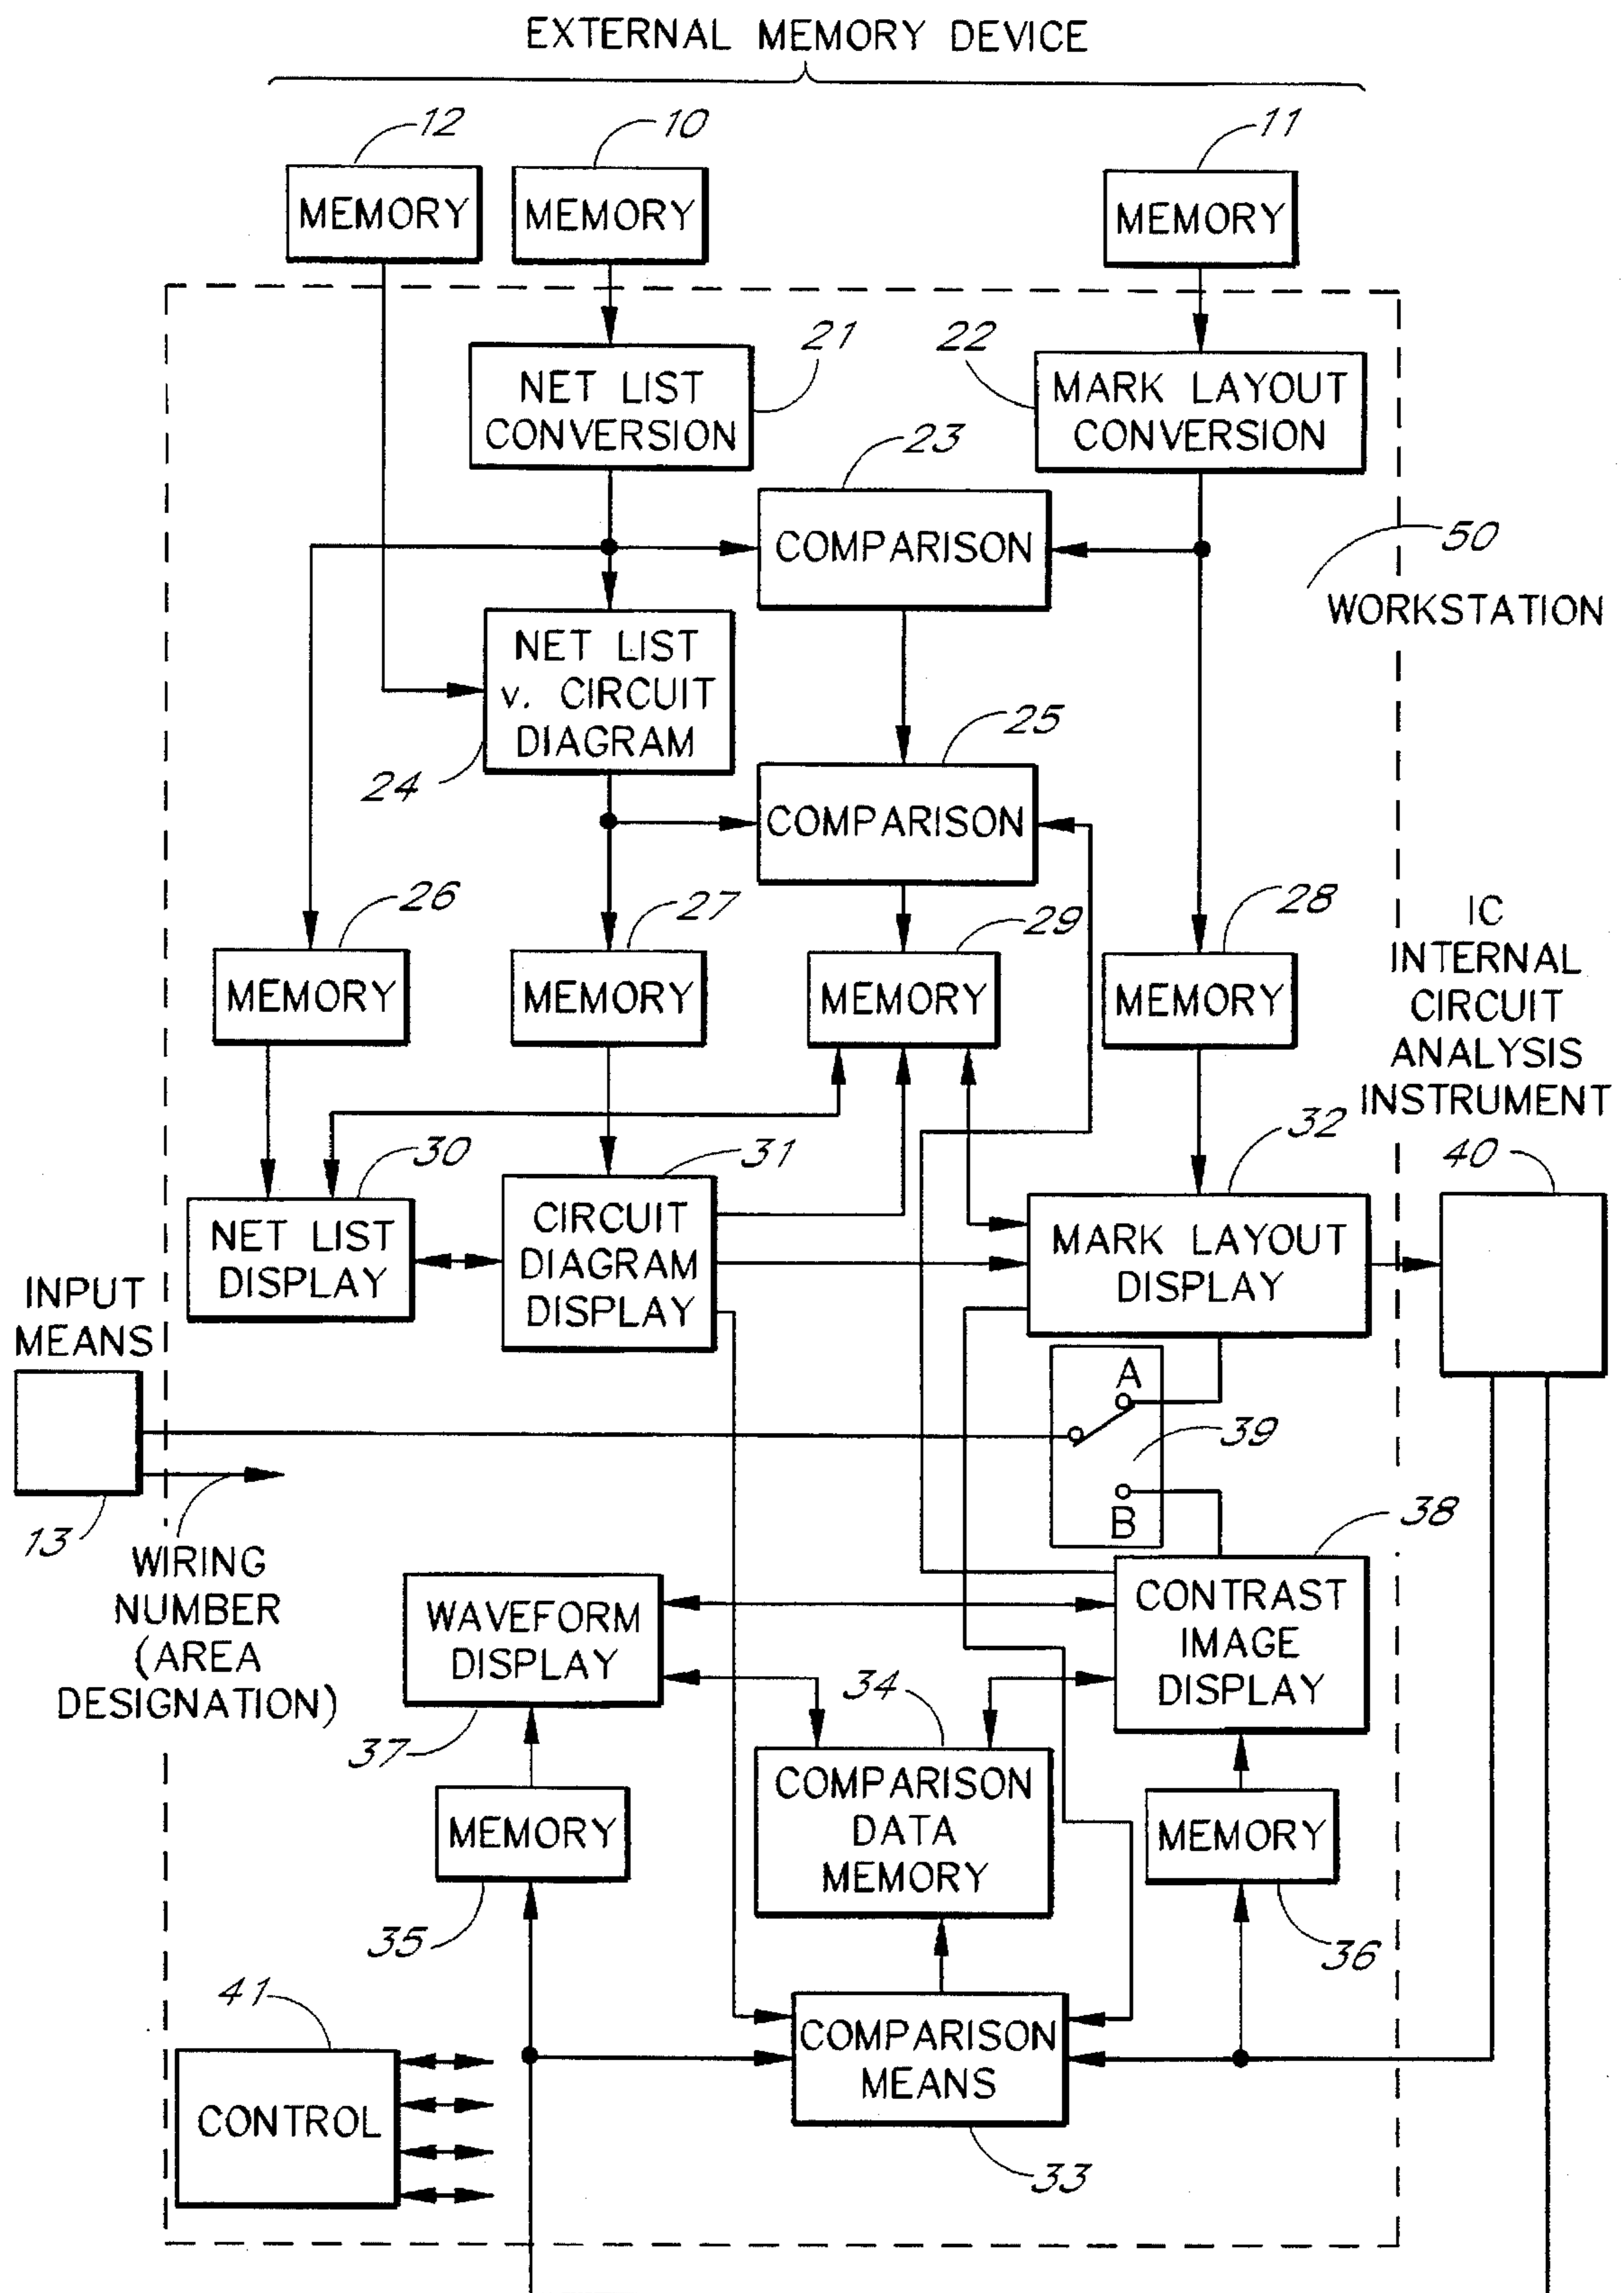 EXTERNAL MEMORY DEVICE
12
10
11
MEMORY
MEMORY
MEMORY
21
22
NET LIST
CONVERSION
MARK LAYOUT
CONVERSION
23
COMPARISON
50
WORKSTATION
NET LIST
v. CIRCUIT
DIAGRAM
24
25
COMPARISON
26
27
29
28
MEMORY
MEMORY
MEMORY
MEMORY
IC
INTERNAL
CIRCUIT
ANALYSIS
INSTRUMENT
30
31
32
40
NET LIST
DISPLAY
CIRCUIT
DIAGRAM
DISPLAY
MARK LAYOUT
DISPLAY
INPUT
MEANS
A
39
B
13
WIRING
NUMBER
(AREA
DESIGNATION)
38
WAVEFORM
DISPLAY
CONTRAST
IMAGE
DISPLAY
37
34
MEMORY
COMPARISON
DATA
MEMORY
MEMORY
35
36
41
CONTROL
COMPARISON
MEANS
33